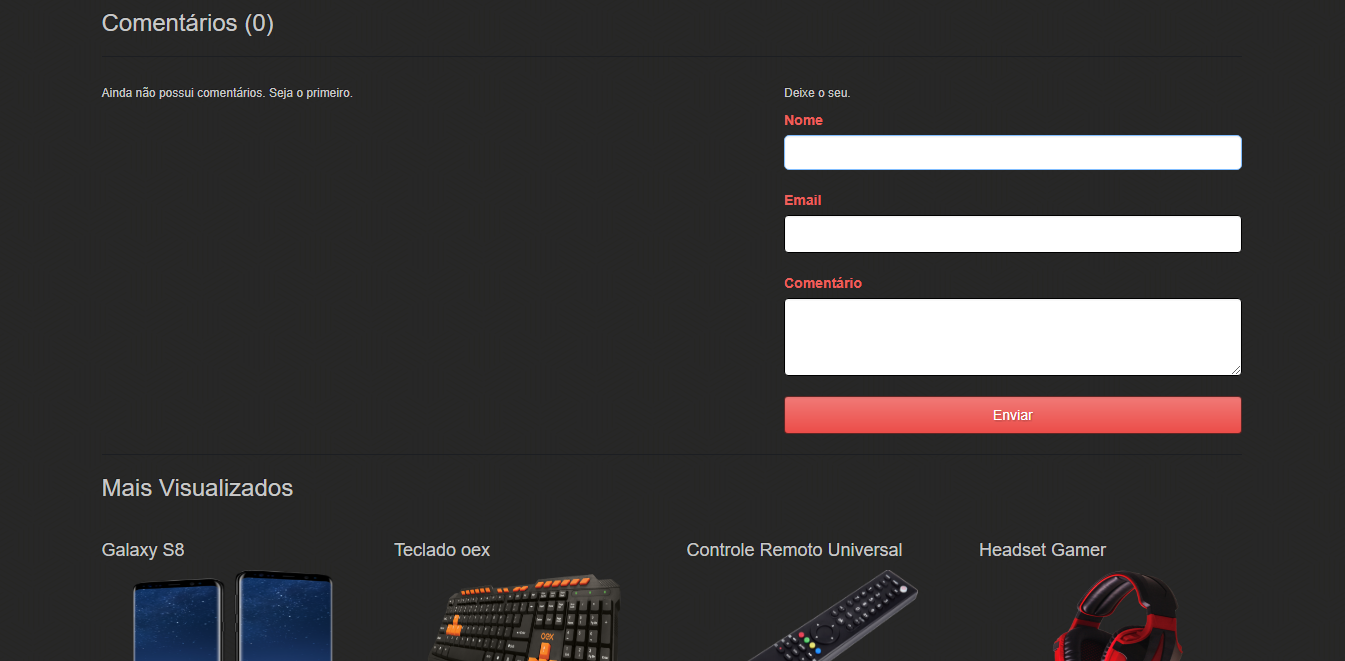 Comentários (0)
Ainda não possui comentários. Seja o primeiro.
Deixe o seu.
Nome
Email
Comentário
Enviar
Mais Visualizados
Galaxy S8
Teclado oex
Controle Remoto Universal
Headset Gamer
oex